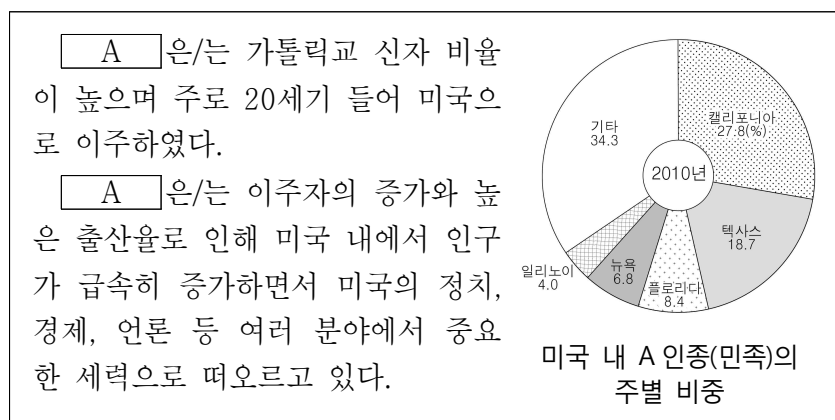 A 은/는 가톨릭교 신자 비율
이 높으며 주로 20세기 들어 미국으
로 이주하였다.
A 은/는 이주자의 증가와 높
은 출산율로 인해 미국 내에서 인구
가 급속히 증가하면서 미국의 정치,
경제, 언론 등 여러 분야에서 중요
한 세력으로 떠오르고 있다.
기타
34.3
캘리포니아
27.8(%)
2010년
텍사스
18.7
일리노이
4.0
뉴욕
6.8
플로리다
8.4
미국 내 A 인종(민족)의
주별 비중